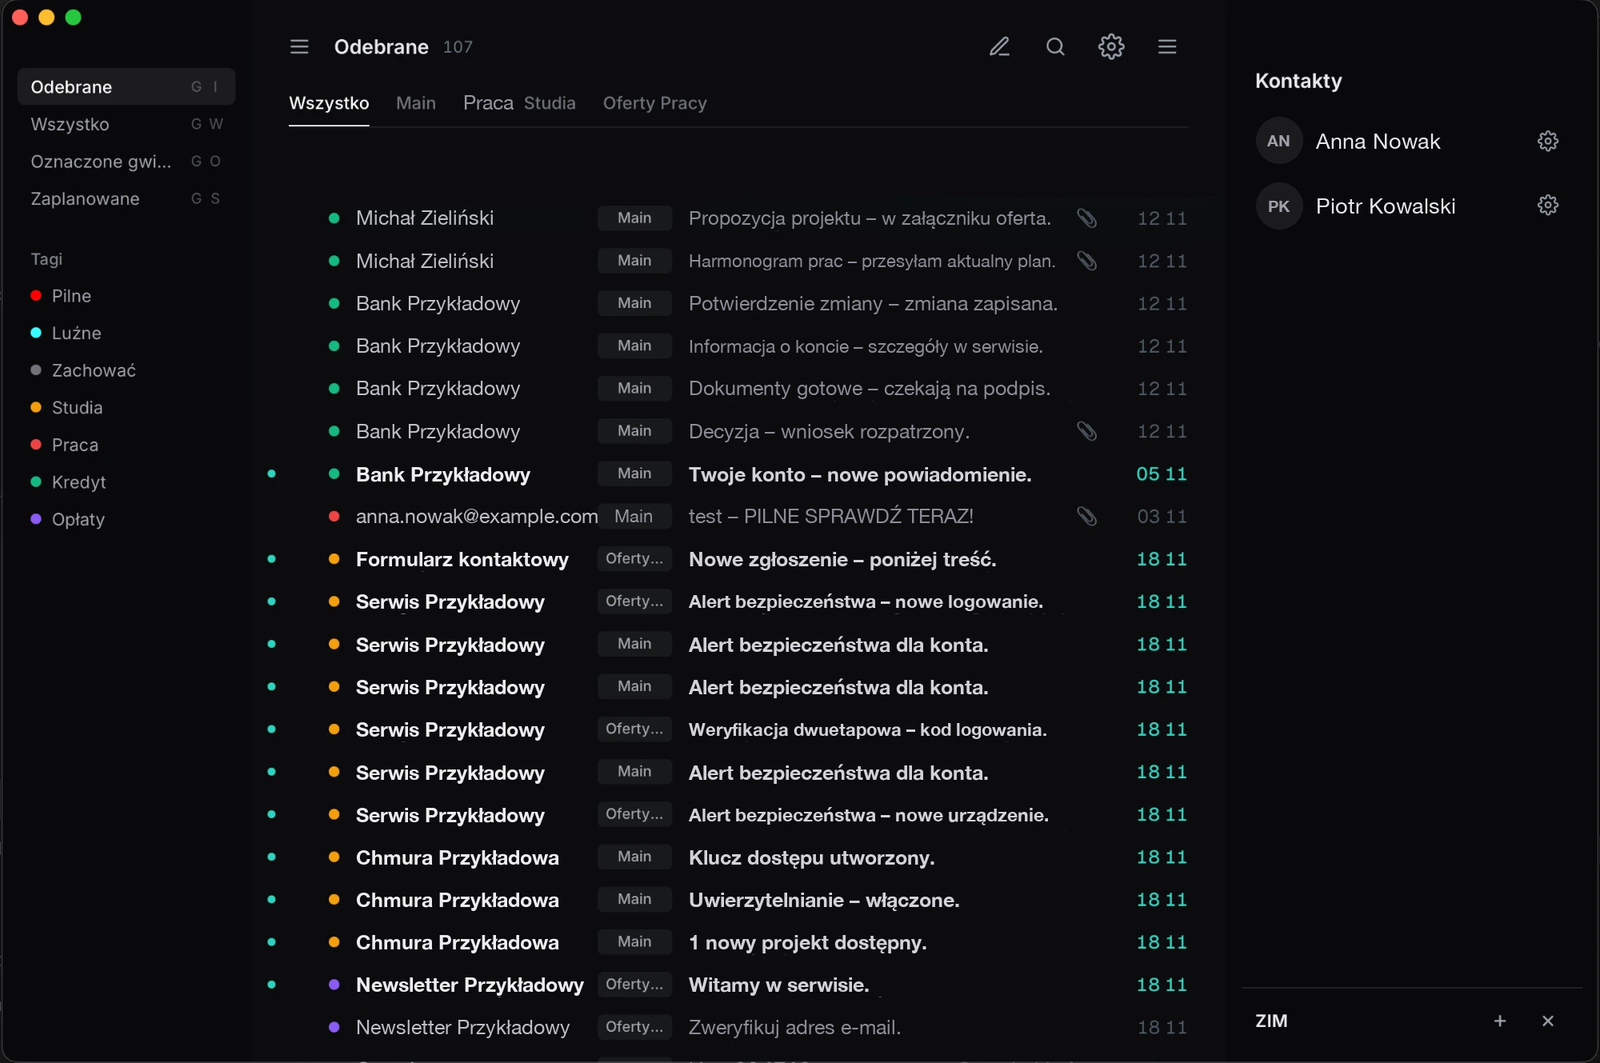 Odebrane G I
Wszystko G W
Oznaczone gwi... G O
Zaplanowane G S
Tagi
Pilne
Luźne
Zachować
Studia
Praca
Kredyt
Opłaty
Odebrane 107
Wszystko Main Praca Studia Oferty Pracy
Michał Zieliński Main Propozycja projektu – w załączniku oferta. 12 11
Michał Zieliński Main Harmonogram prac – przesyłam aktualny plan. 12 11
Bank Przykładowy Main Potwierdzenie zmiany – zmiana zapisana. 12 11
Bank Przykładowy Main Informacja o koncie – szczegóły w serwisie. 12 11
Bank Przykładowy Main Dokumenty gotowe – czekają na podpis. 12 11
Bank Przykładowy Main Decyzja – wniosek rozpatrzony. 12 11
Bank Przykładowy Main Twoje konto – nowe powiadomienie. 05 11
anna.nowak@example.com Main test – PILNE SPRAWDŹ TERAZ! 03 11
Formularz kontaktowy Oferty... Nowe zgłoszenie – poniżej treść. 18 11
Serwis Przykładowy Oferty... Alert bezpieczeństwa – nowe logowanie. 18 11
Serwis Przykładowy Main Alert bezpieczeństwa dla konta. 18 11
Serwis Przykładowy Main Alert bezpieczeństwa dla konta. 18 11
Serwis Przykładowy Oferty... Weryfikacja dwuetapowa – kod logowania. 18 11
Serwis Przykładowy Main Alert bezpieczeństwa dla konta. 18 11
Serwis Przykładowy Oferty... Alert bezpieczeństwa – nowe urządzenie. 18 11
Chmura Przykładowa Main Klucz dostępu utworzony. 18 11
Chmura Przykładowa Main Uwierzytelnianie – włączone. 18 11
Chmura Przykładowa Main 1 nowy projekt dostępny. 18 11
Newsletter Przykładowy Oferty... Witamy w serwisie. 18 11
Newsletter Przykładowy Oferty... Zweryfikuj adres e-mail. 18 11
Kontakty
AN Anna Nowak
PK Piotr Kowalski
ZIM